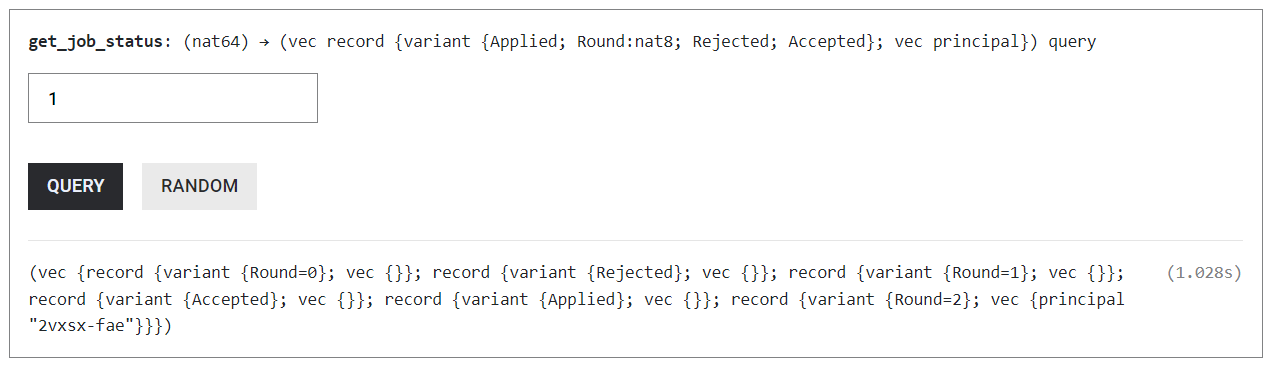 get_job_status: (nat64) → (vec record {variant {Applied; Round:nat8; Rejected; Accepted}; vec principal}) query
1
QUERY RANDOM
(vec {record {variant {Round=0}; vec {}}; record {variant {Rejected}; vec {}}; record {variant {Round=1}; vec {}}; (1.028s)
record {variant {Accepted}; vec {}}; record {variant {Applied}; vec {}}; record {variant {Round=2}; vec {principal
"2vxsx-fae"}}})